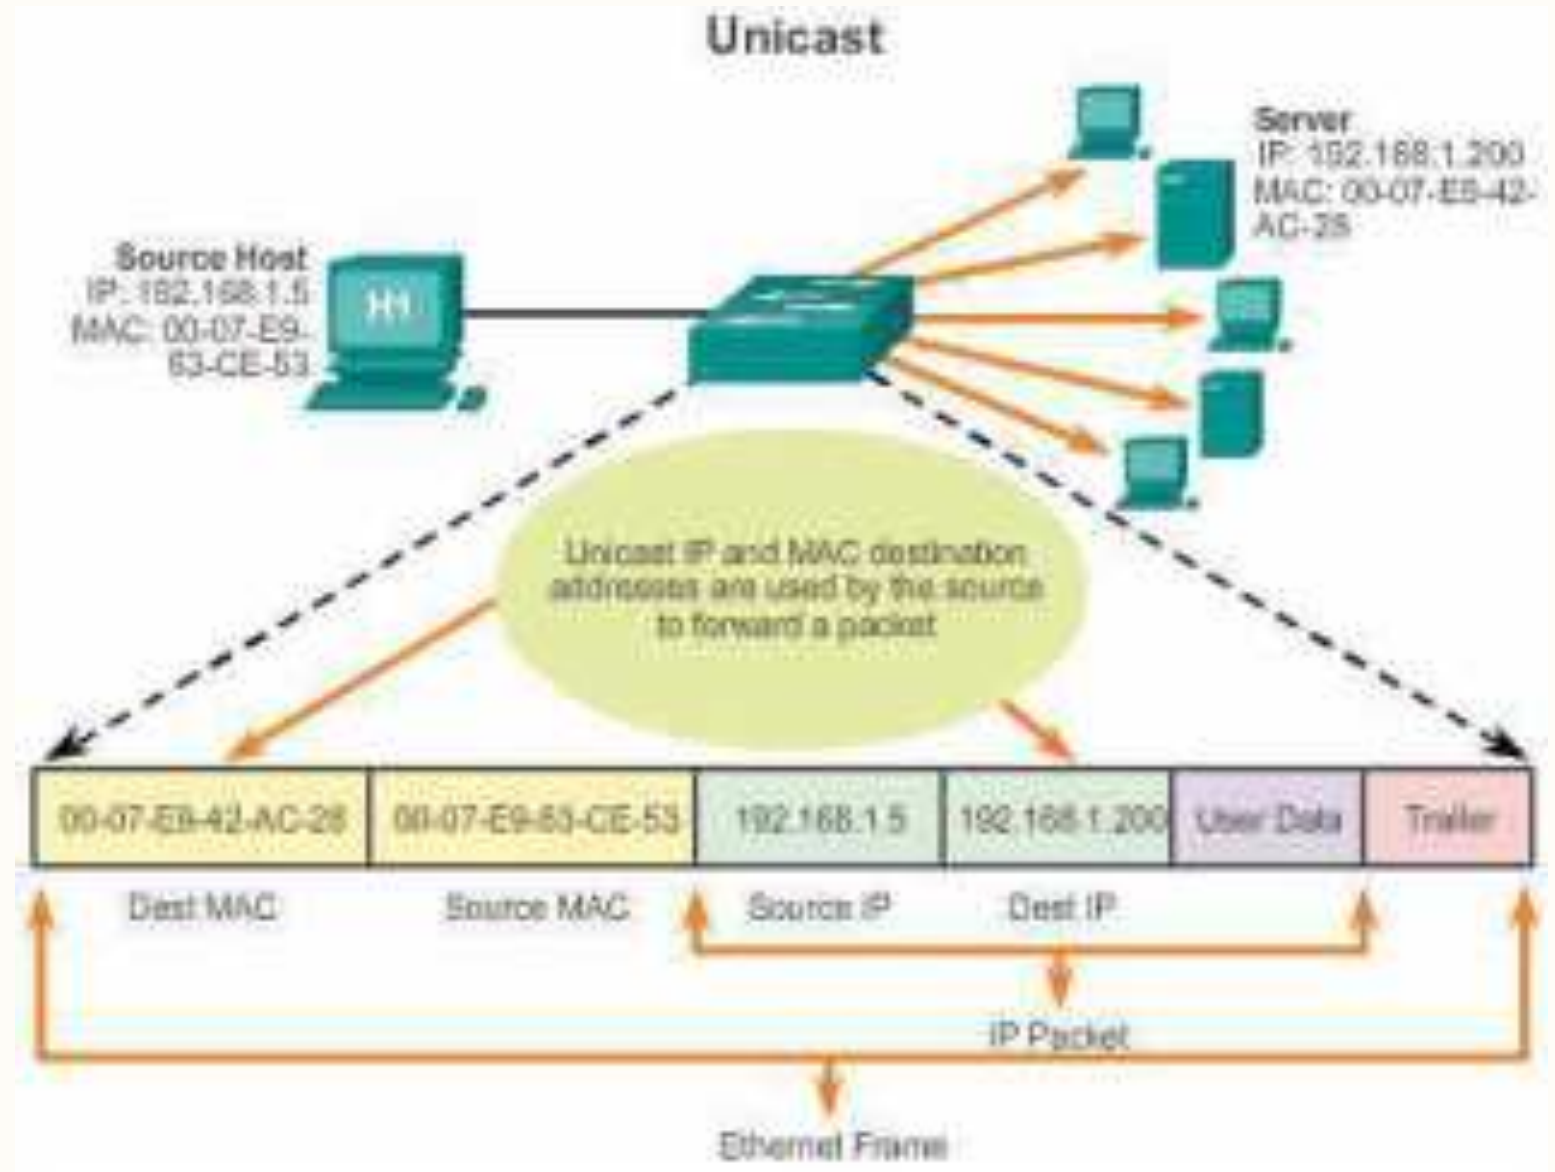 Unicast
Server
IP: 192.168.1.200
MAC: 00-07-E9-42-
AC-28
Source Host
IP: 192.168.1.5
MAC: 00-07-E9-
63-CE-53
H1
Unicast IP and MAC destination
addresses are used by the source
to forward a packet
00-07-E9-42-AC-28 00-07-E9-63-CE-53 192.168.1.5 192.168.1.200 User Data Trailer
Dest MAC Source MAC Source IP Dest IP
IP Packet
Ethernet Frame